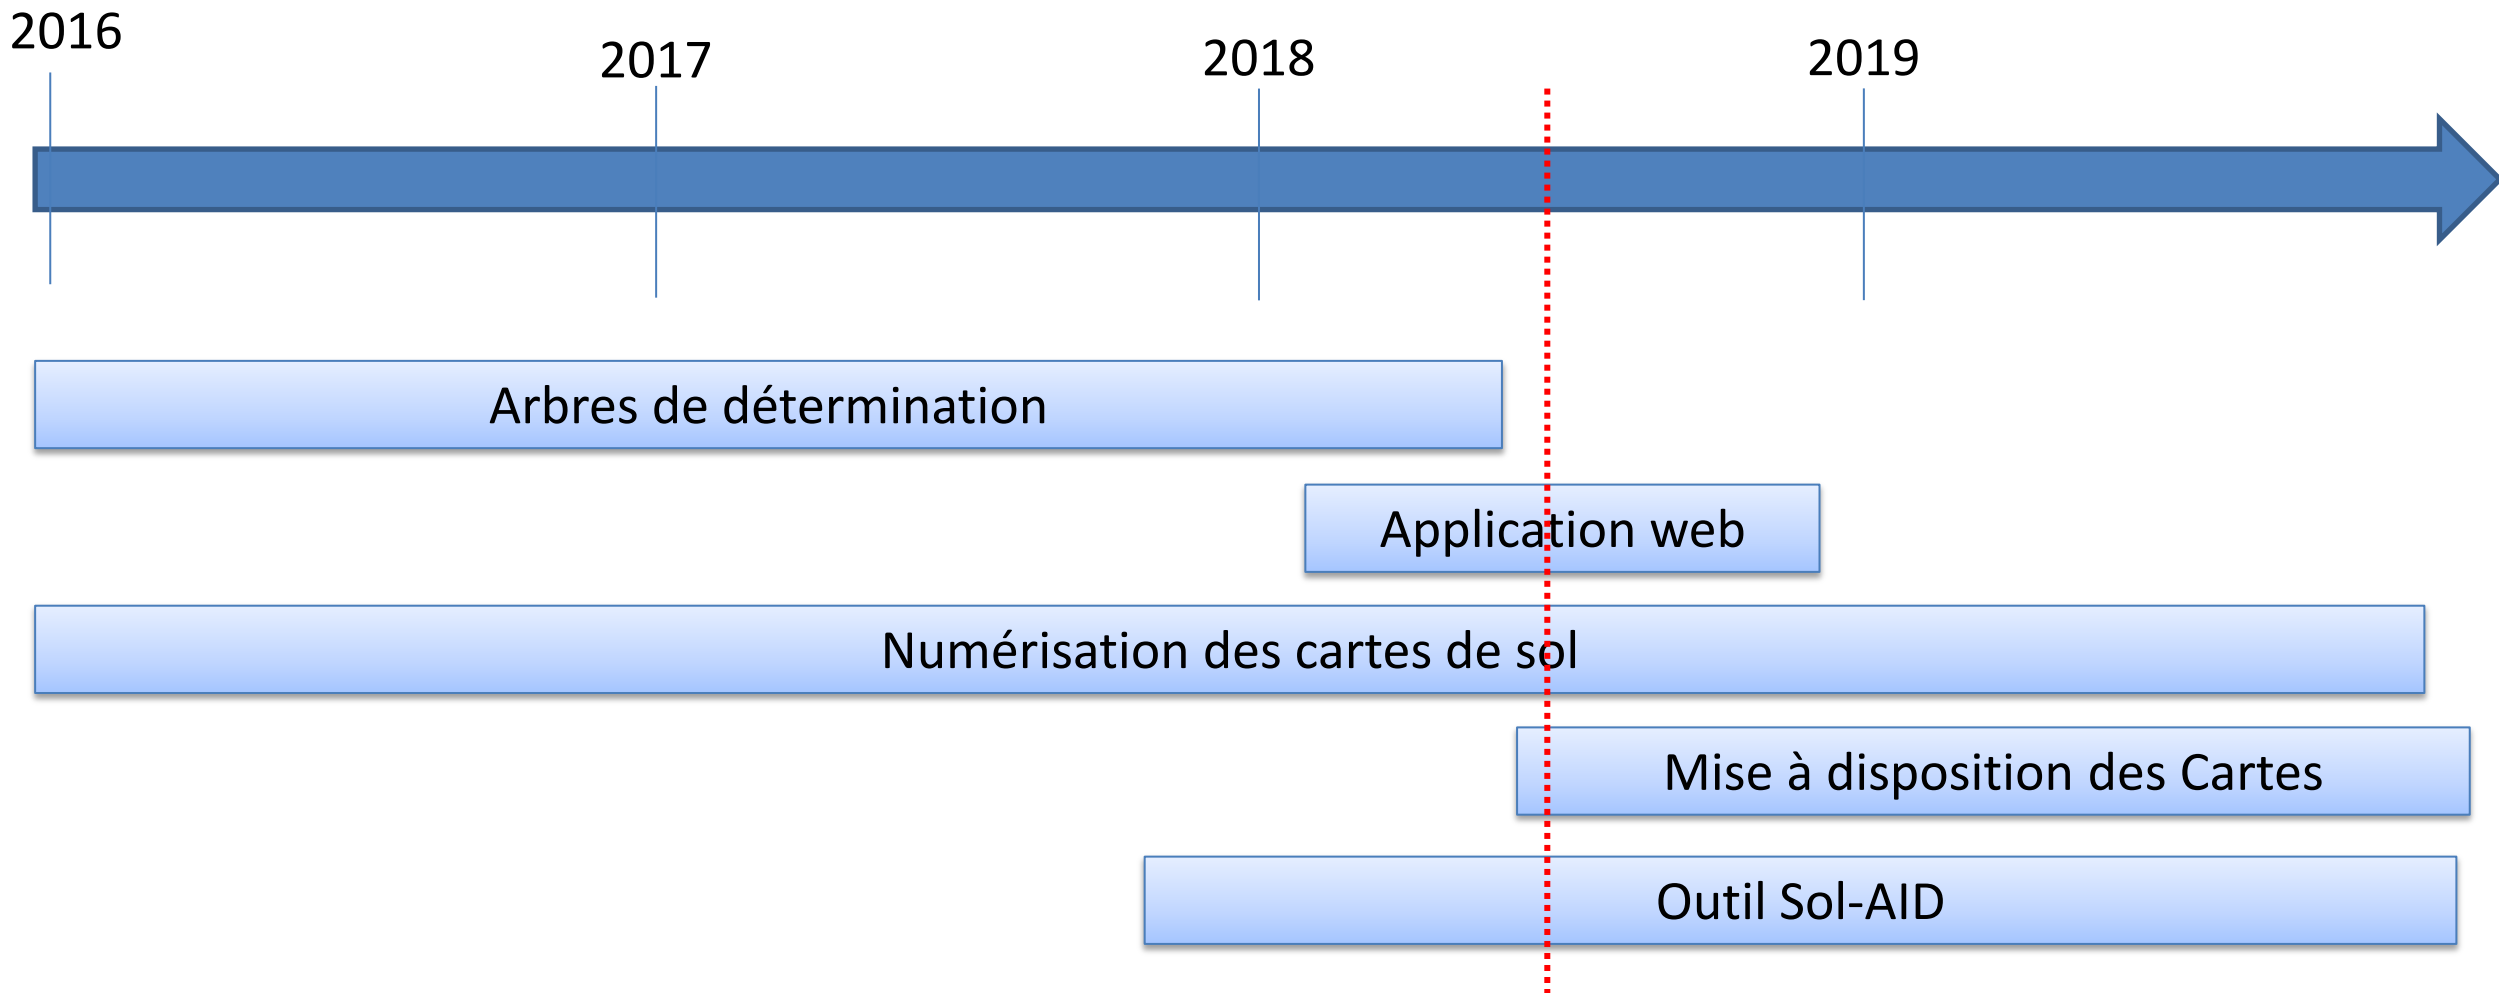 2016
2017
2018
2019
Arbres de détermination
Application web
Numérisation des cartes de sol
Mise à disposition des Cartes
Outil Sol-AID